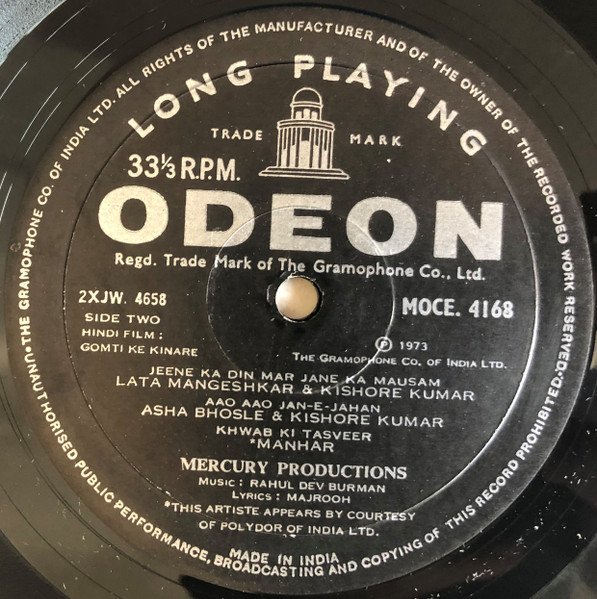 LONG PLAYING
TRADE MARK
33⅓ R.P.M.
ODEON
Regd. Trade Mark of The Gramophone Co., Ltd.
2XJW. 4658
MOCE. 4168
SIDE TWO
HINDI FILM :
GOMTI KE KINARE
Ⓟ 1973
THE GRAMOPHONE CO. OF INDIA LTD.
JEENE KA DIN MAR JANE KA MAUSAM
LATA MANGESHKAR & KISHORE KUMAR
AAO AAO JAN-E-JAHAN
ASHA BHOSLE & KISHORE KUMAR
KHWAB KI TASVEER
*MANHAR
MERCURY PRODUCTIONS
MUSIC : RAHUL DEV BURMAN
LYRICS : MAJROOH
*THIS ARTISTE APPEARS BY COURTESY
OF POLYDOR OF INDIA LTD.
MADE IN INDIA
THE GRAMOPHONE CO. OF INDIA LTD. ALL RIGHTS OF THE MANUFACTURER AND OF THE OWNER OF THE RECORDED WORK RESERVED. UNAUTHORISED PUBLIC PERFORMANCE, BROADCASTING AND COPYING OF THIS RECORD PROHIBITED.